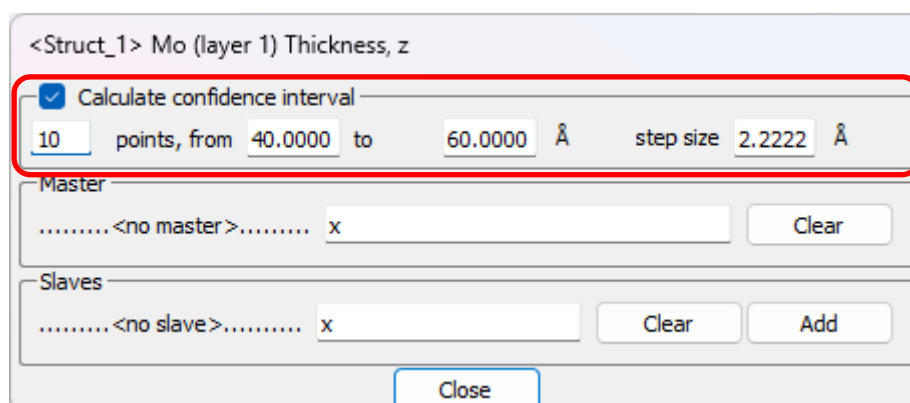 <Struct_1> Mo (layer 1) Thickness, z
Calculate confidence interval
10 points, from 40.0000 to 60.0000 Å step size 2.2222 Å
Master
.........<no master>......... x Clear
Slaves
.........<no slave>.......... x Clear Add
Close